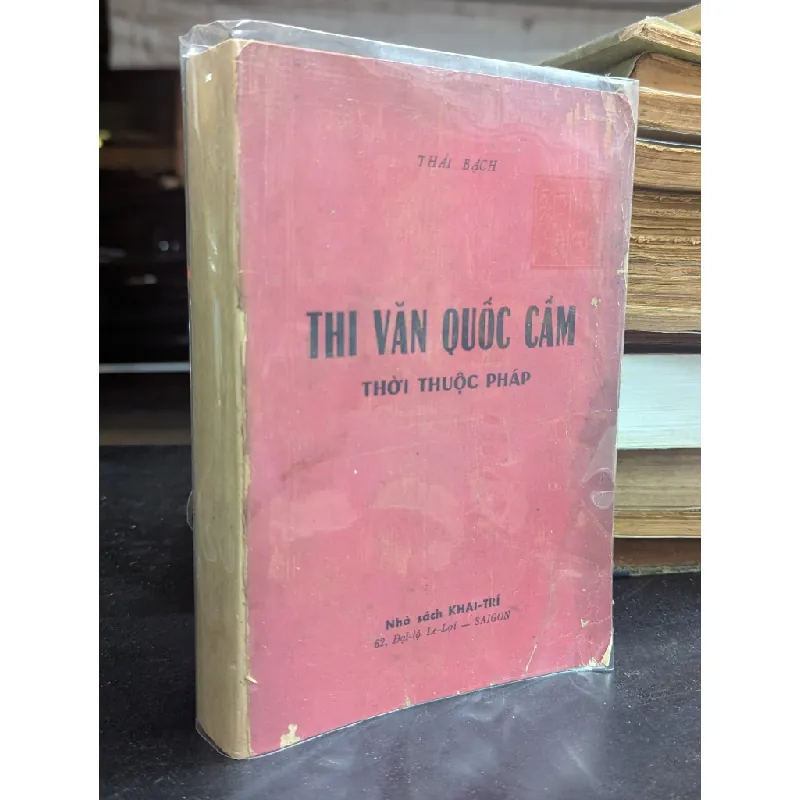 THÁI BẠCH
THI VĂN QUỐC CẤM
THỜI THUỘC PHÁP
Nhà sách KHAI-TRÍ
62, Đại-lộ Lê-Lợi — SAIGON